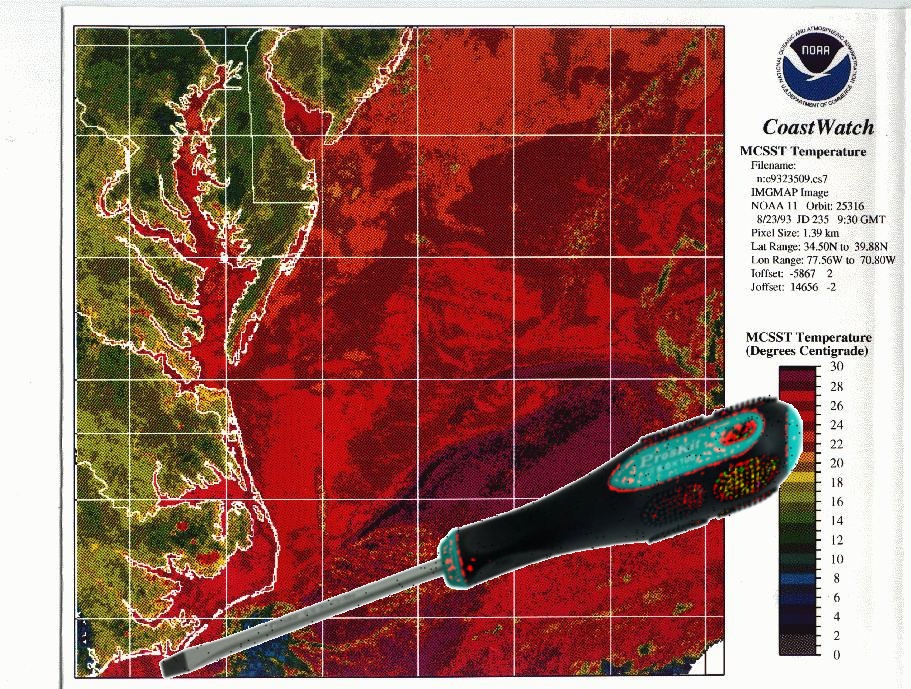 NATIONAL OCEANIC AND ATMOSPHERIC ADMINISTRATION
NOAA
U.S. DEPARTMENT OF COMMERCE
CoastWatch
MCSST Temperature
Filename:
n:c9323509.cs7
IMGMAP Image
NOAA 11 Orbit: 25316
8/23/93 JD 235 9:30 GMT
Pixel Size: 1.39 km
Lat Range: 34.50N to 39.88N
Lon Range: 77.56W to 70.80W
Ioffset: -5867 2
Joffset: 14656 -2
MCSST Temperature
(Degrees Centigrade)
30
28
26
24
22
20
18
16
14
12
10
8
6
4
2
0
ProsKit